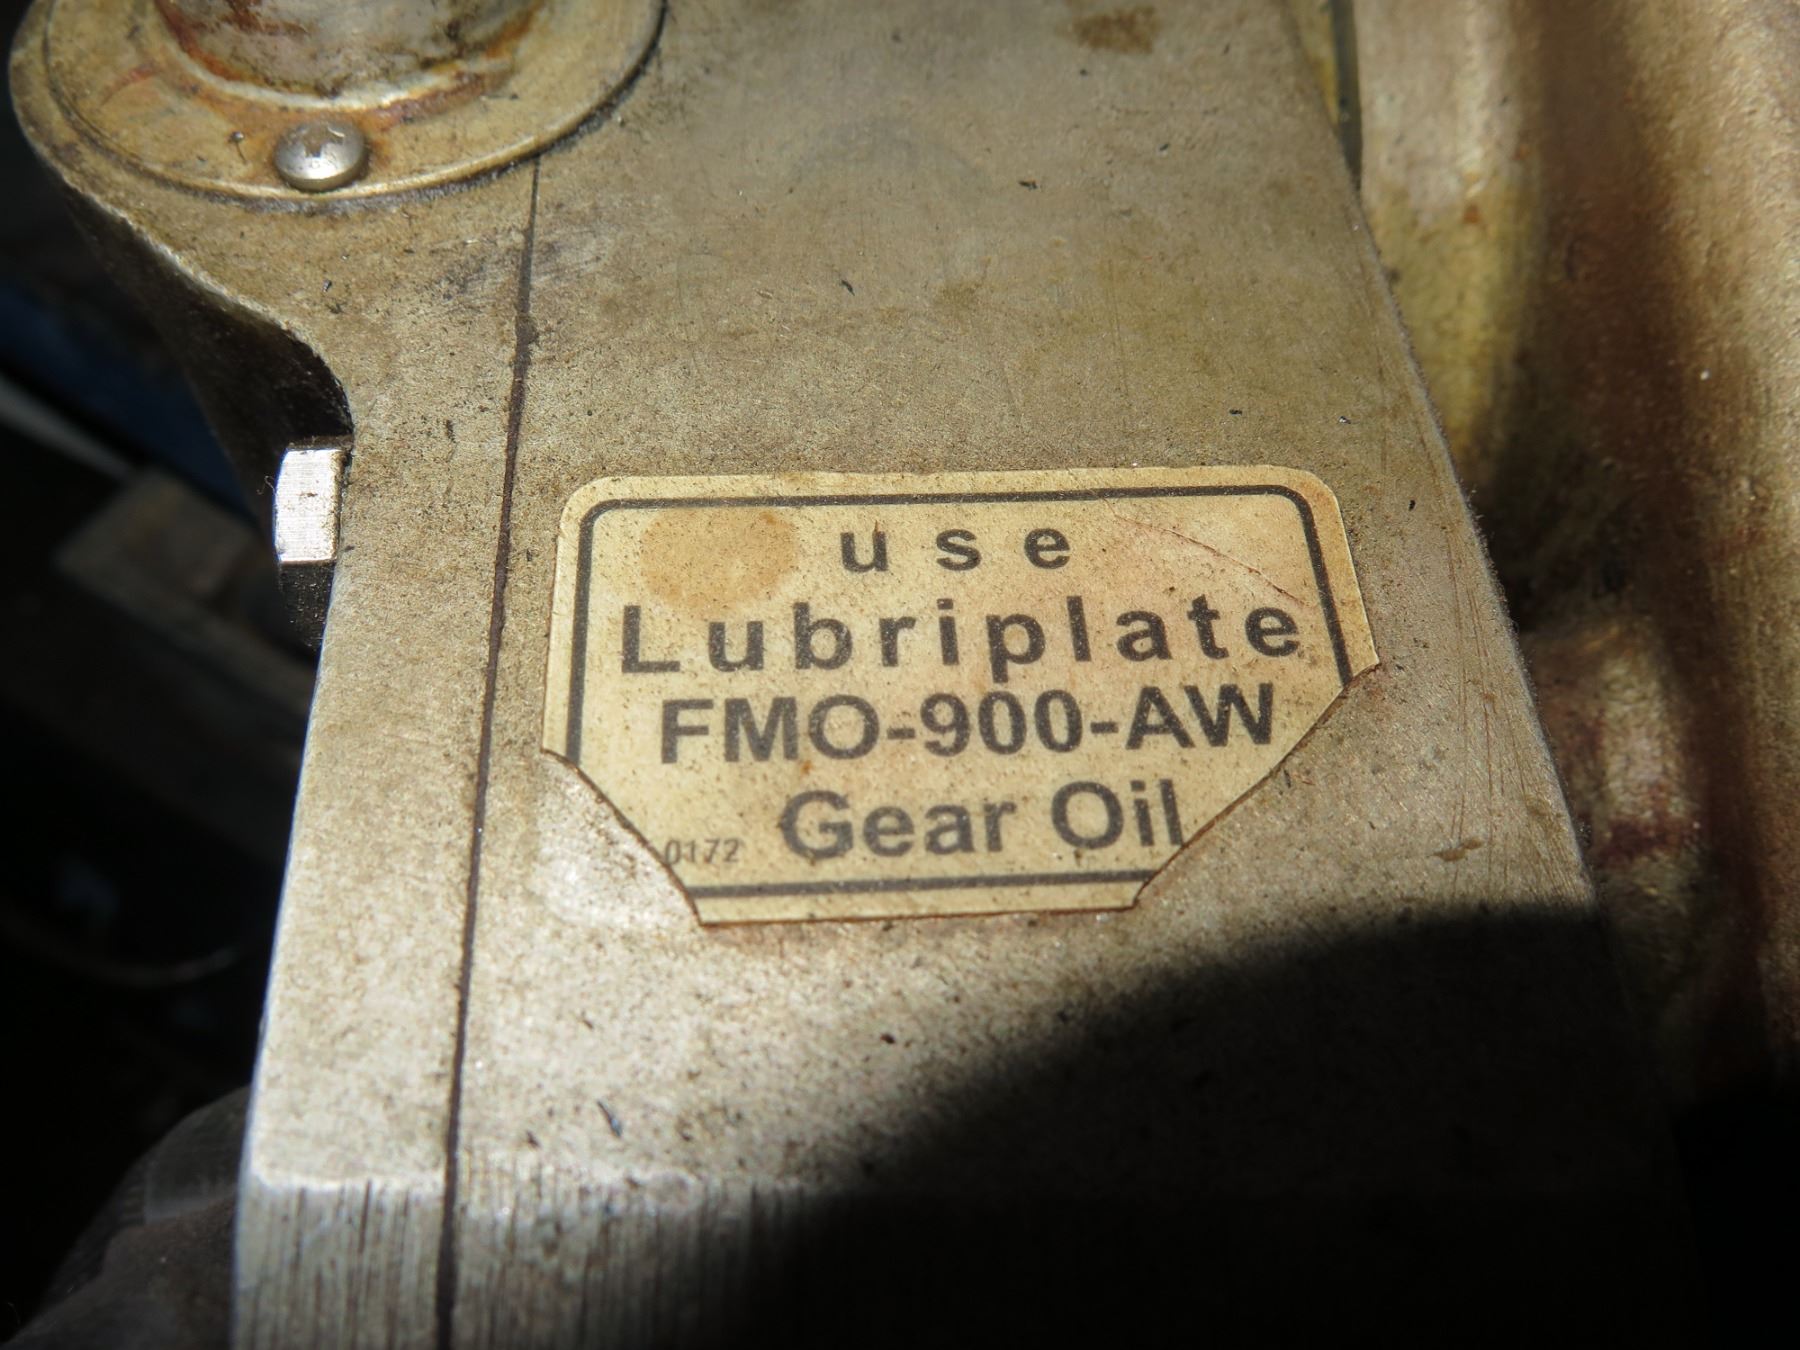 use
Lubriplate
FMO-900-AW
Gear Oil
0172